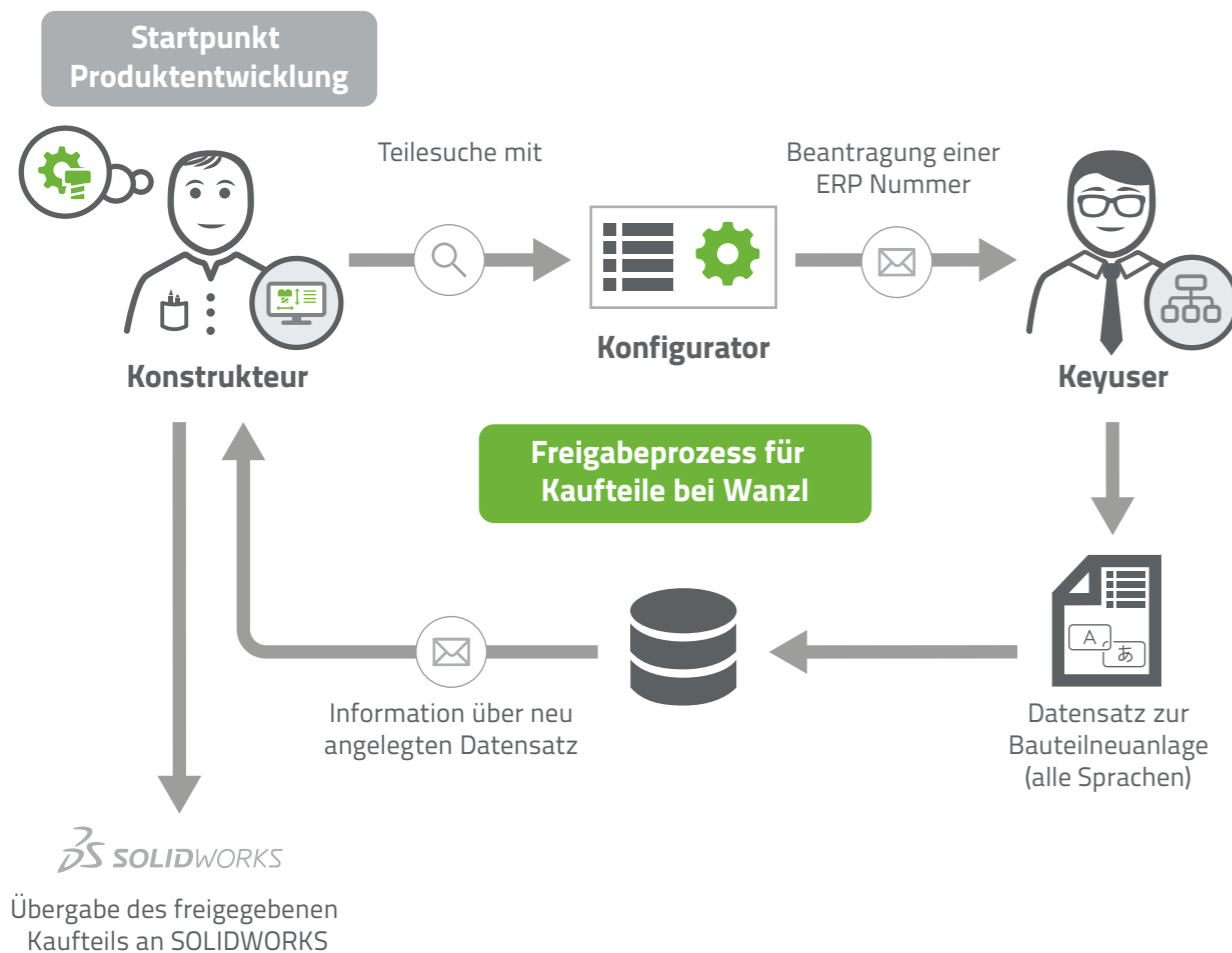 Startpunkt
Produktentwicklung
Teilesuche mit
Beantragung einer
ERP Nummer
Konstrukteur
Konfigurator
Keyuser
Freigabeprozess für
Kaufteile bei Wanzl
A
あ
Information über neu
angelegten Datensatz
Datensatz zur
Bauteilneuanlage
(alle Sprachen)
3DS SOLIDWORKS
Übergabe des freigegebenen
Kaufteils an SOLIDWORKS